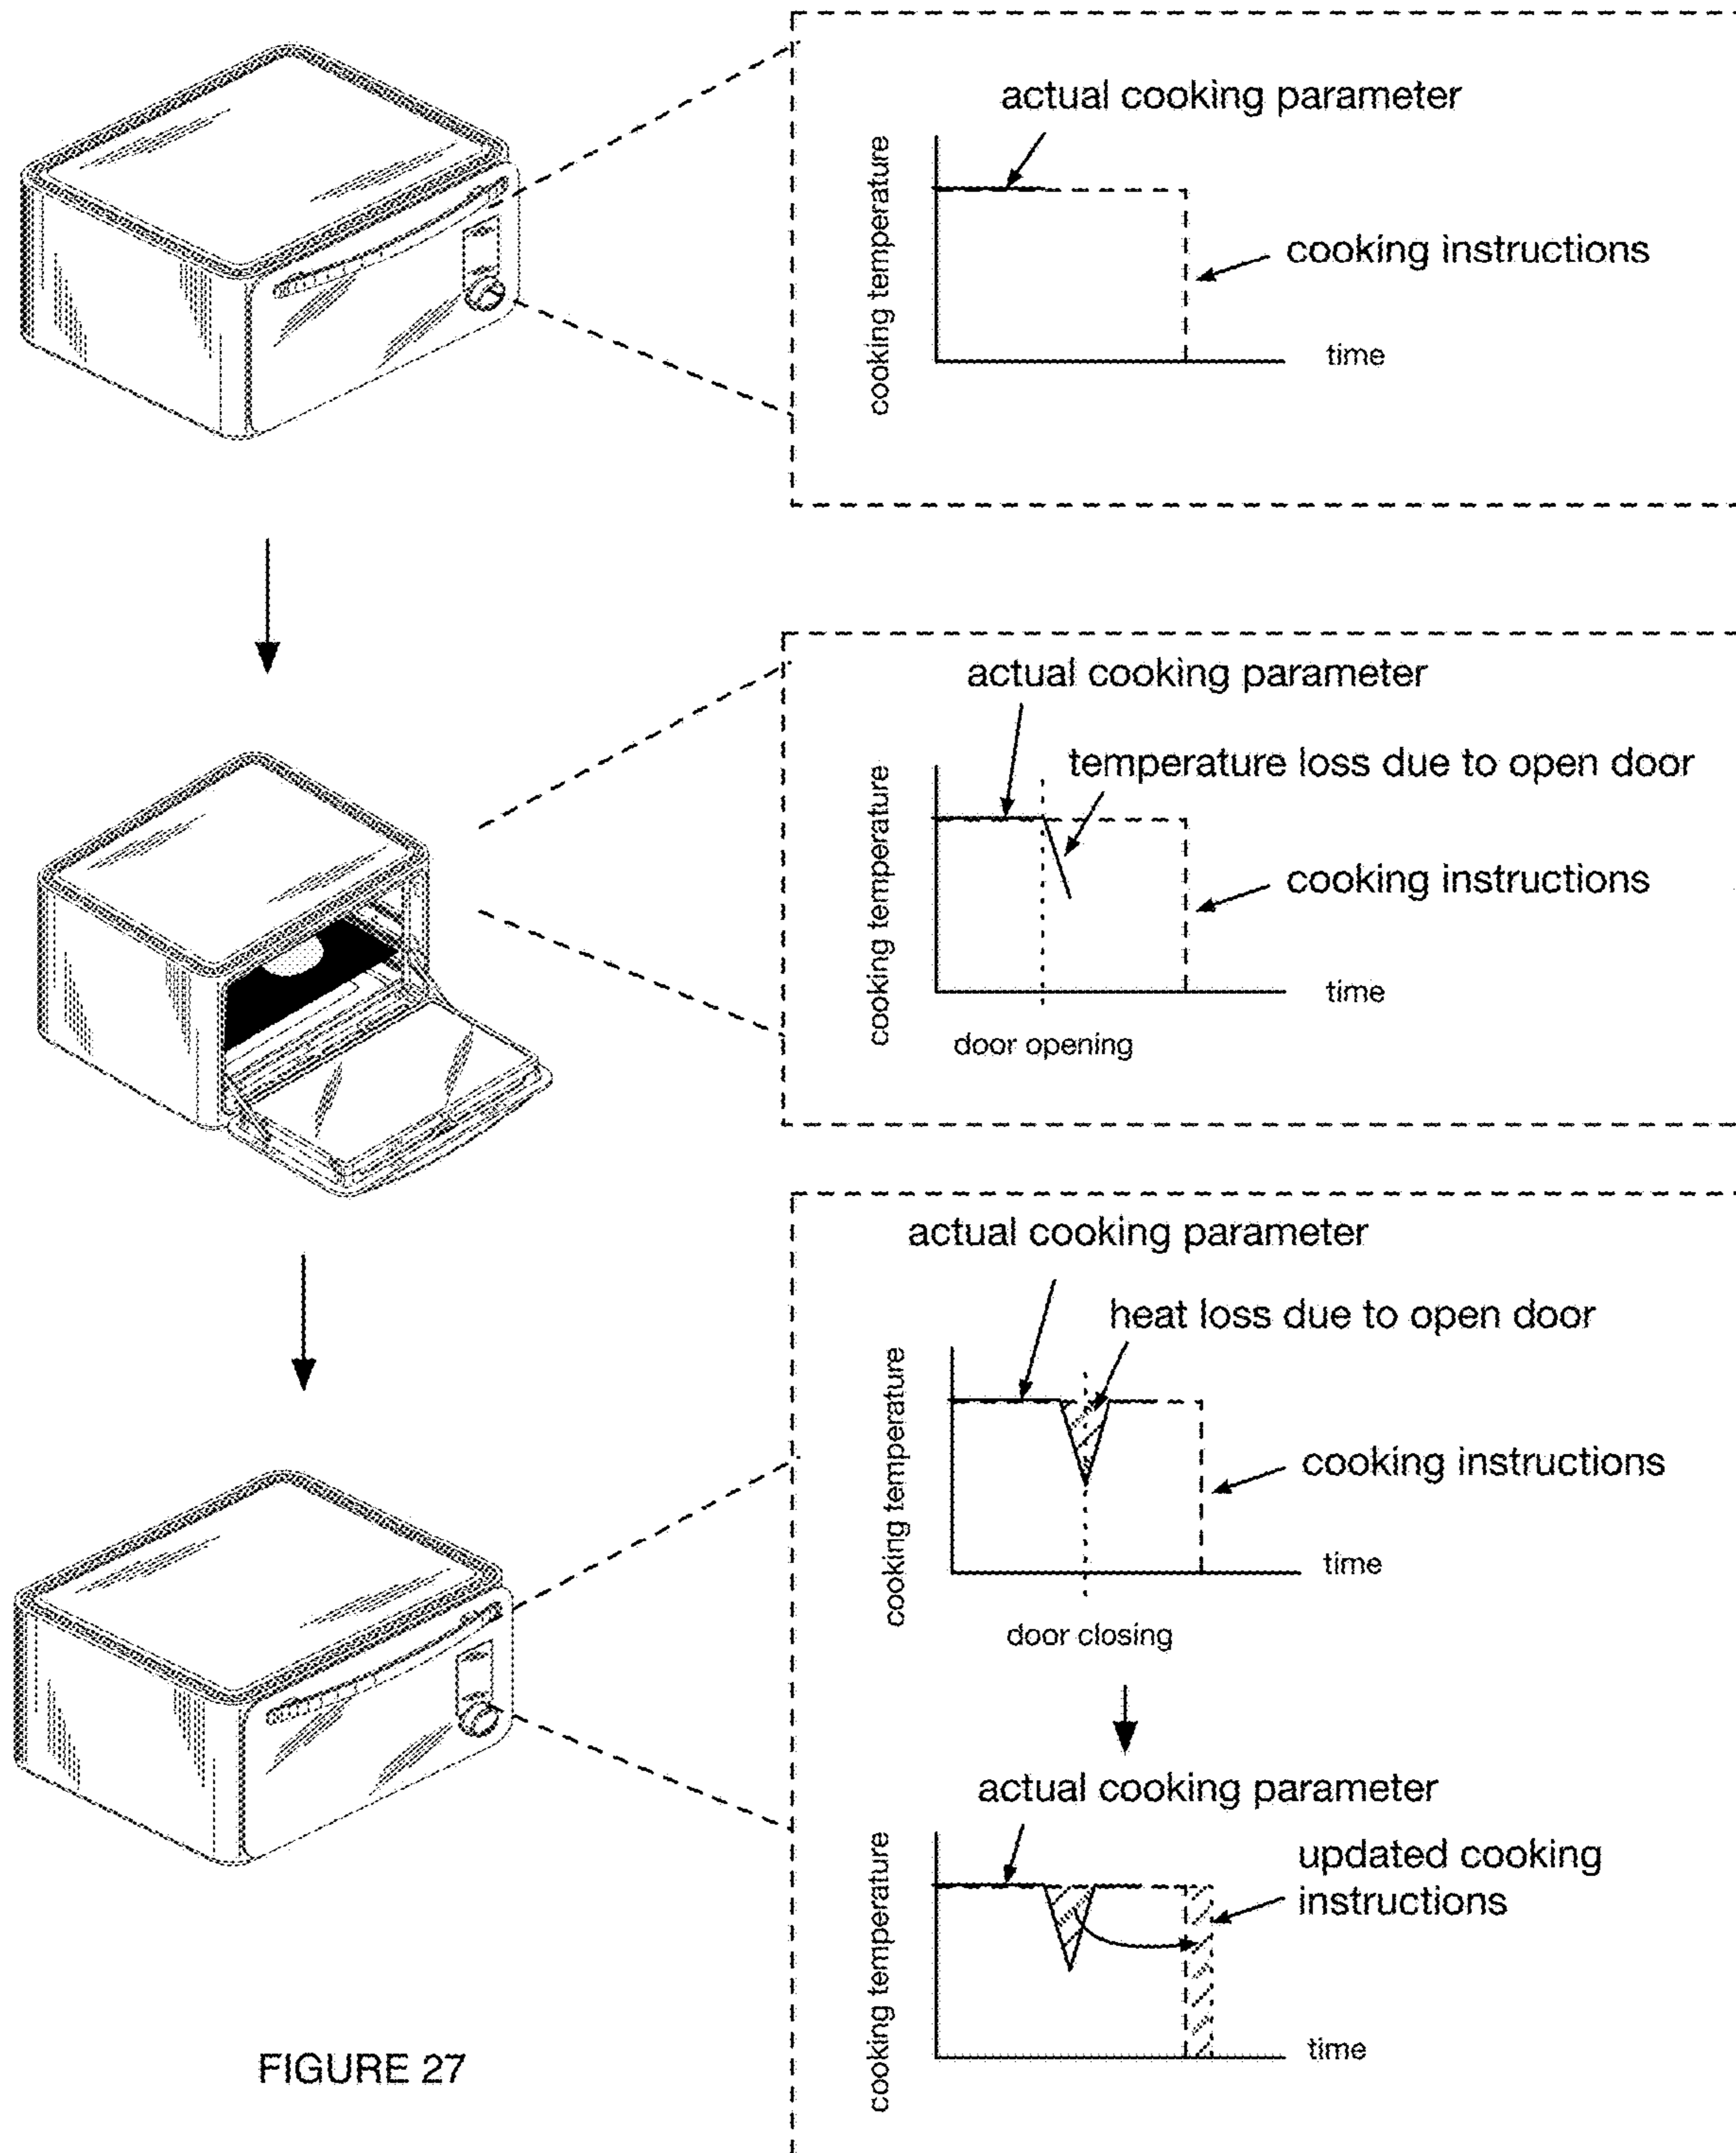 actual cooking parameter
cooking temperature
cooking instructions
time
actual cooking parameter
temperature loss due to open door
cooking temperature
cooking instructions
time
door opening
actual cooking parameter
heat loss due to open door
cooking temperature
cooking instructions
time
door closing
actual cooking parameter
updated cooking
instructions
cooking temperature
time
FIGURE 27